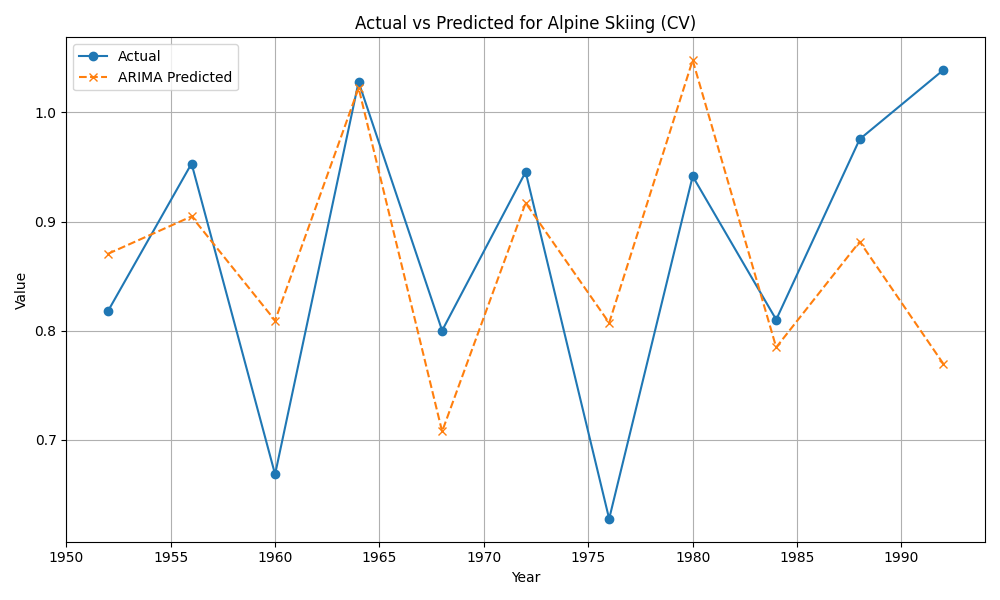 Actual vs Predicted for Alpine Skiing (CV)
Actual
ARIMA Predicted
Value
1.0
0.9
0.8
0.7
1950 1955 1960 1965 1970 1975 1980 1985 1990
Year